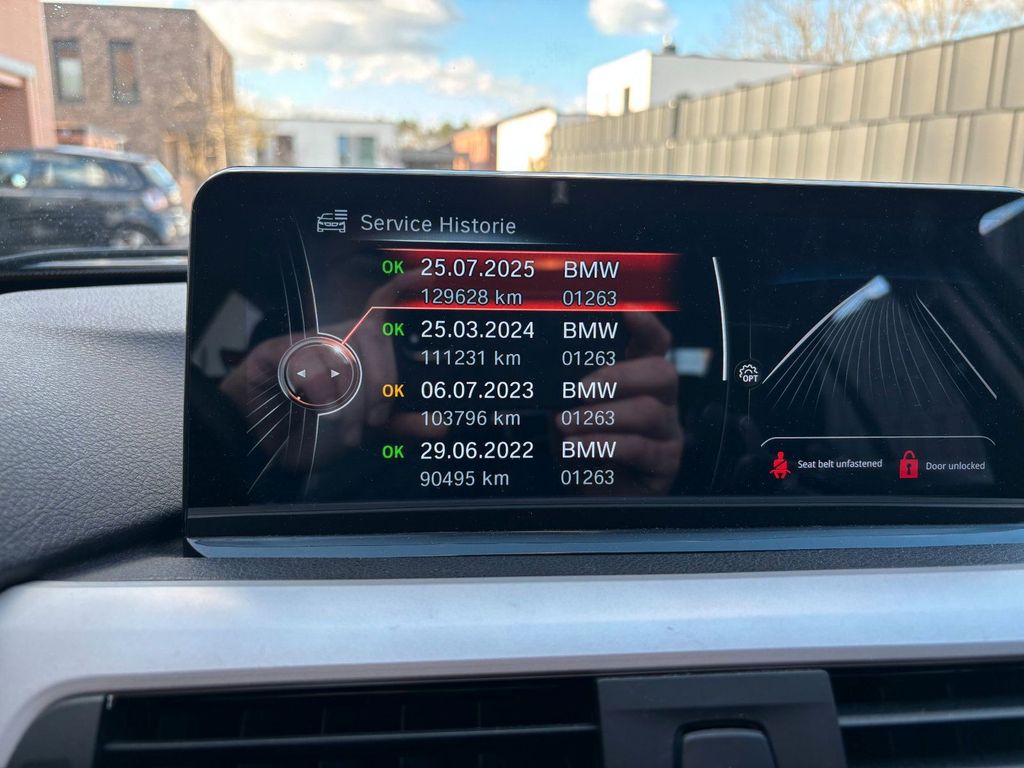 Service Historie
OK 25.07.2025 BMW
129628 km 01263
OK 25.03.2024 BMW
111231 km 01263
OK 06.07.2023 BMW
103796 km 01263
OK 29.06.2022 BMW
90495 km 01263
OPT
Seat belt unfastened
Door unlocked